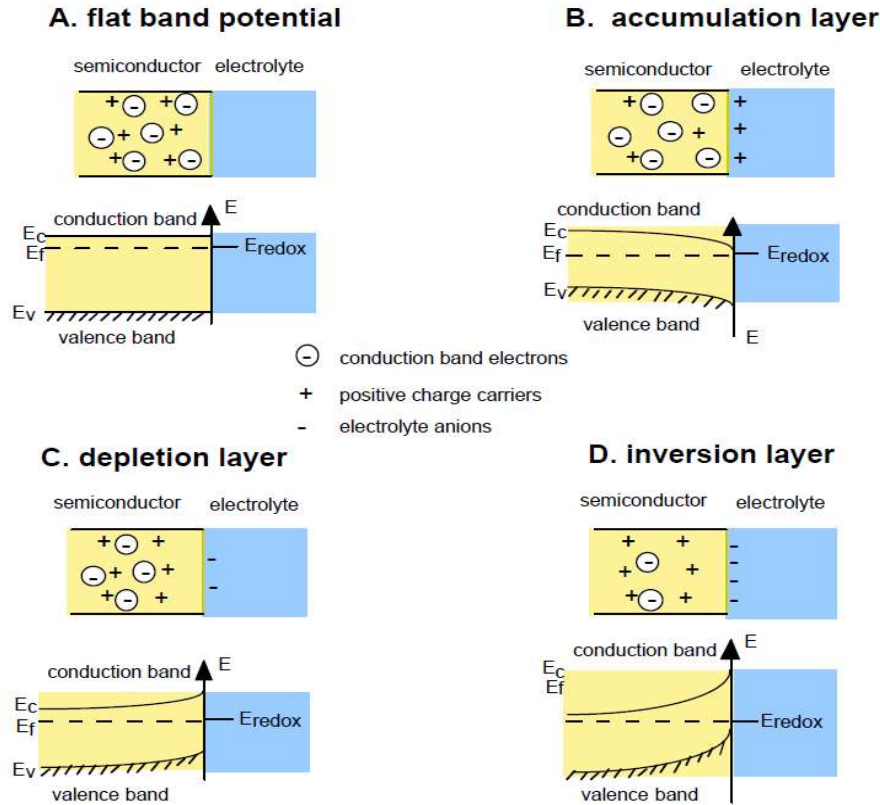 A. flat band potential
semiconductor electrolyte
+ - + -
- + - +
+ - + -
E
conduction band
Ec
Ef
Eredox
Ev
valence band
B. accumulation layer
semiconductor electrolyte
+ - - +
- - + +
+ - - +
conduction band
Ec
Ef
Eredox
Ev
valence band
E
- conduction band electrons
+ positive charge carriers
- electrolyte anions
C. depletion layer
semiconductor electrolyte
+ - +
-
- + - +
-
+ - +
E
conduction band
Ec
Ef
Eredox
Ev
valence band
D. inversion layer
semiconductor electrolyte
+ + -
- -
+ + -
+ - + -
E
conduction band
Ec
Ef
Eredox
valence band